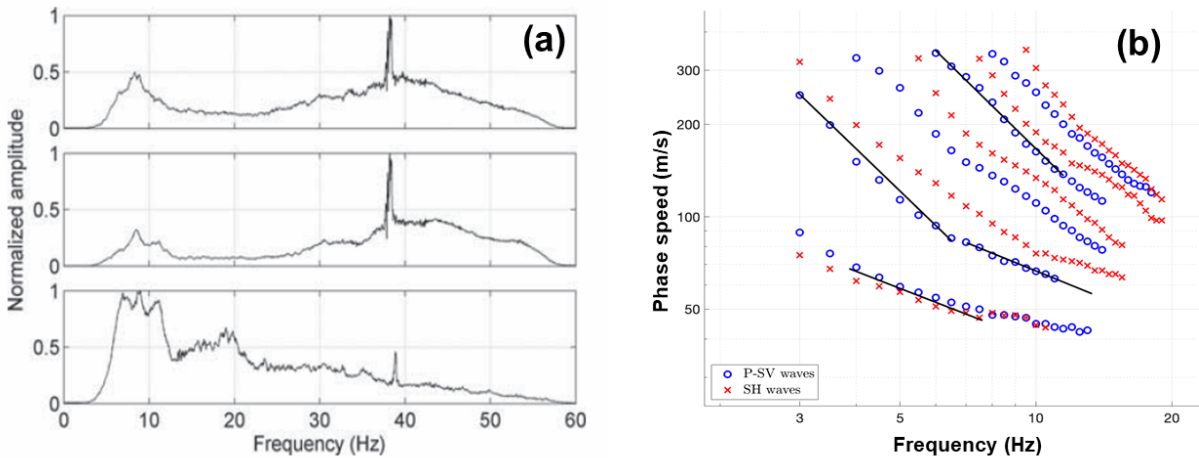 (a)
1
0.5
0
1
0.5
0
1
0.5
0
0 10 20 30 40 50 60
Normalized amplitude
Frequency (Hz)
(b)
300
200
100
50
3 5 10 20
Phase speed (m/s)
Frequency (Hz)
P-SV waves
SH waves